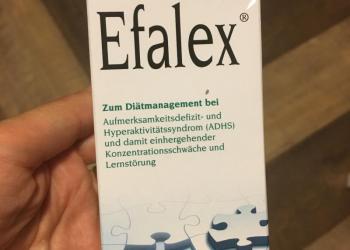 Efalex®
Zum Diätmanagement bei
Aufmerksamkeitsdefizit- und
Hyperaktivitätssyndrom (ADHS)
und damit einhergehender
Konzentrationsschwäche und
Lernstörung